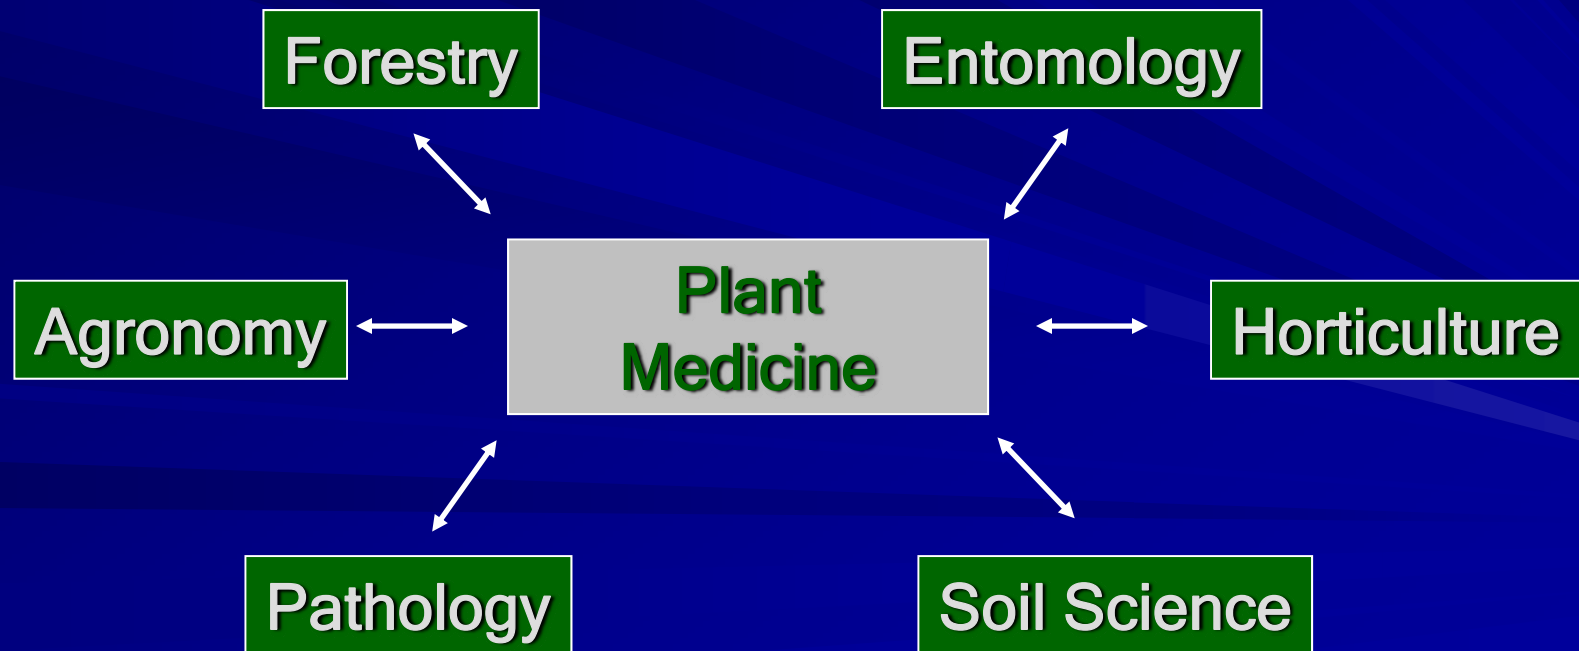 Forestry
Entomology
Plant
Medicine
Agronomy
Horticulture
Pathology
Soil Science